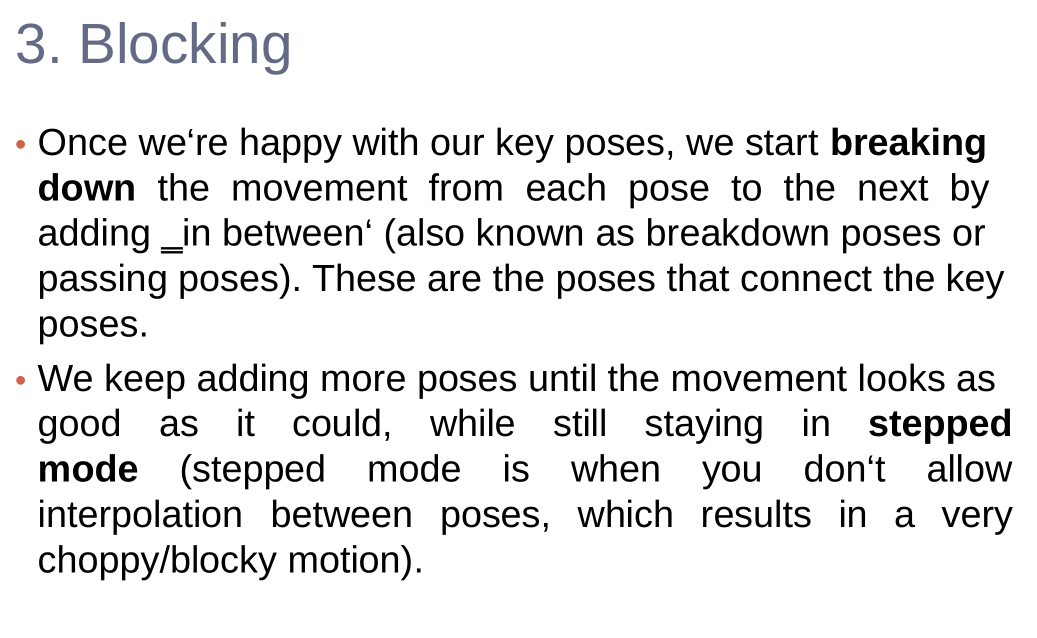 3. Blocking
• Once we‘re happy with our key poses, we start breaking
down the movement from each pose to the next by
adding ‗in between‘ (also known as breakdown poses or
passing poses). These are the poses that connect the key
poses.
• We keep adding more poses until the movement looks as
good as it could, while still staying in stepped
mode (stepped mode is when you don‘t allow
interpolation between poses, which results in a very
choppy/blocky motion).